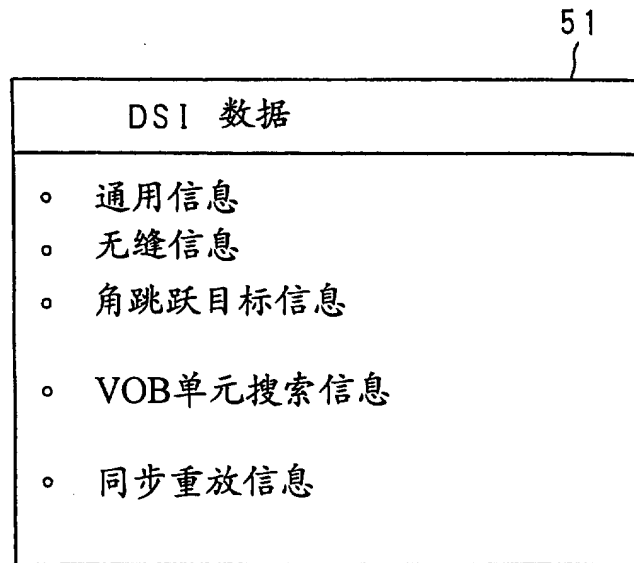 51
DSI 数据
。 通用信息
。 无缝信息
。 角跳跃目标信息
。 VOB单元搜索信息
。 同步重放信息